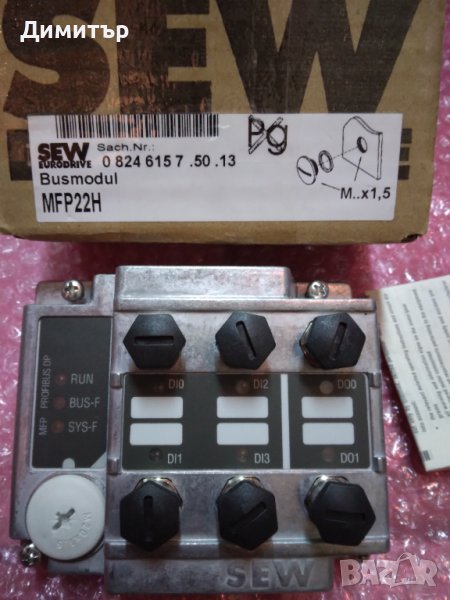 Димитър
SEW
SEW
EURODRIVE
Sach.Nr.:
0 824 615 7 .50.13
Pg
Busmodul
MFP22H
M..x1,5
MFP PROFIBUS DP
RUN
BUS-F
SYS-F
DI0
DI2
DO0
DI1
DI3
DO1
SEW
BAZAR